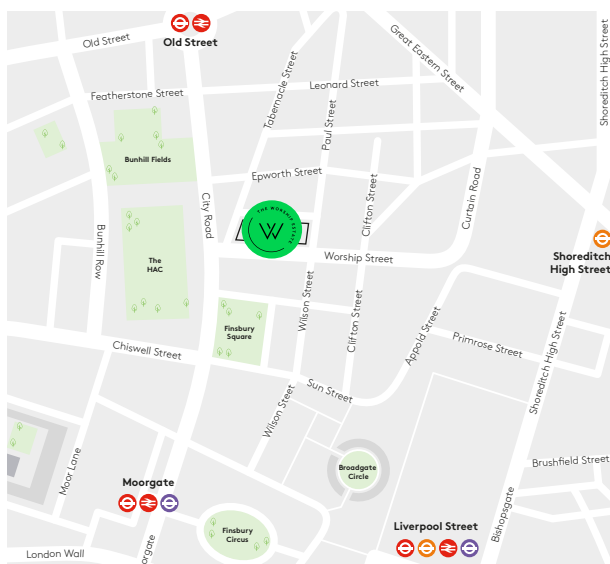 Old Street
Old Street
Great Eastern Street
Shoreditch High Street
Tabernacle Street
Leonard Street
Featherstone Street
Paul Street
Bunhill Fields
Epworth Street
Clifton Street
Curtain Road
City Road
THE WORSHIP ESTATE
W
Bunhill Row
The
HAC
Worship Street
Shoreditch
High Street
Wilson Street
Clifton Street
Finsbury
Square
Appold Street
Primrose Street
Shoreditch High Street
Chiswell Street
Sun Street
Wilson Steet
Moor Lane
Broadgate
Circle
Brushfield Street
Moorgate
Bishopsgate
Finsbury
Circus
Liverpool Street
London Wall
orgate